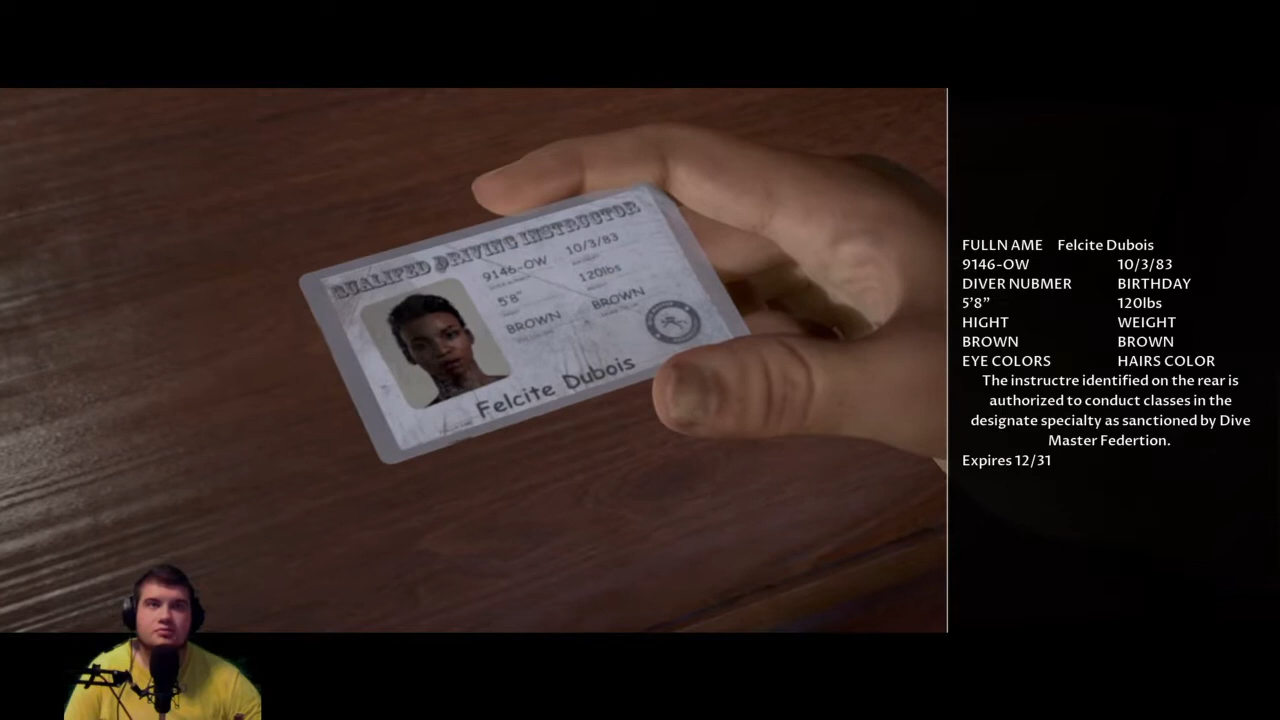 QUALIFED DRIVING INSTRUCTOR
9146-OW 10/3/83
5'8" 120lbs
BROWN BROWN
Felcite Dubois
FULLN AME Felcite Dubois
9146-OW 10/3/83
DIVER NUBMER BIRTHDAY
5'8” 120lbs
HIGHT WEIGHT
BROWN BROWN
EYE COLORS HAIRS COLOR
The instructre identified on the rear is
authorized to conduct classes in the
designate specialty as sanctioned by Dive
Master Federtion.
Expires 12/31